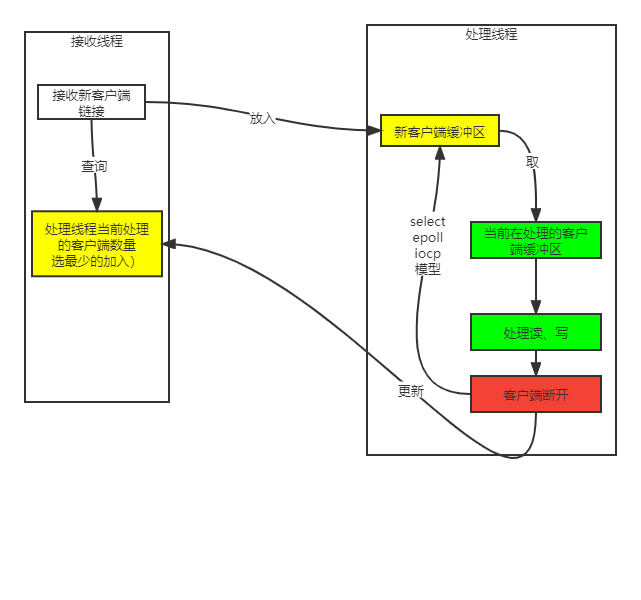 接收线程
接收新客户端
链接
查询
处理线程当前处理
的客户端数量
选最少的加入）
放入
更新
处理线程
新客户端缓冲区
取
当前在处理的客户
端缓冲区
处理读、写
客户端断开
select
epoll
iocp
模型